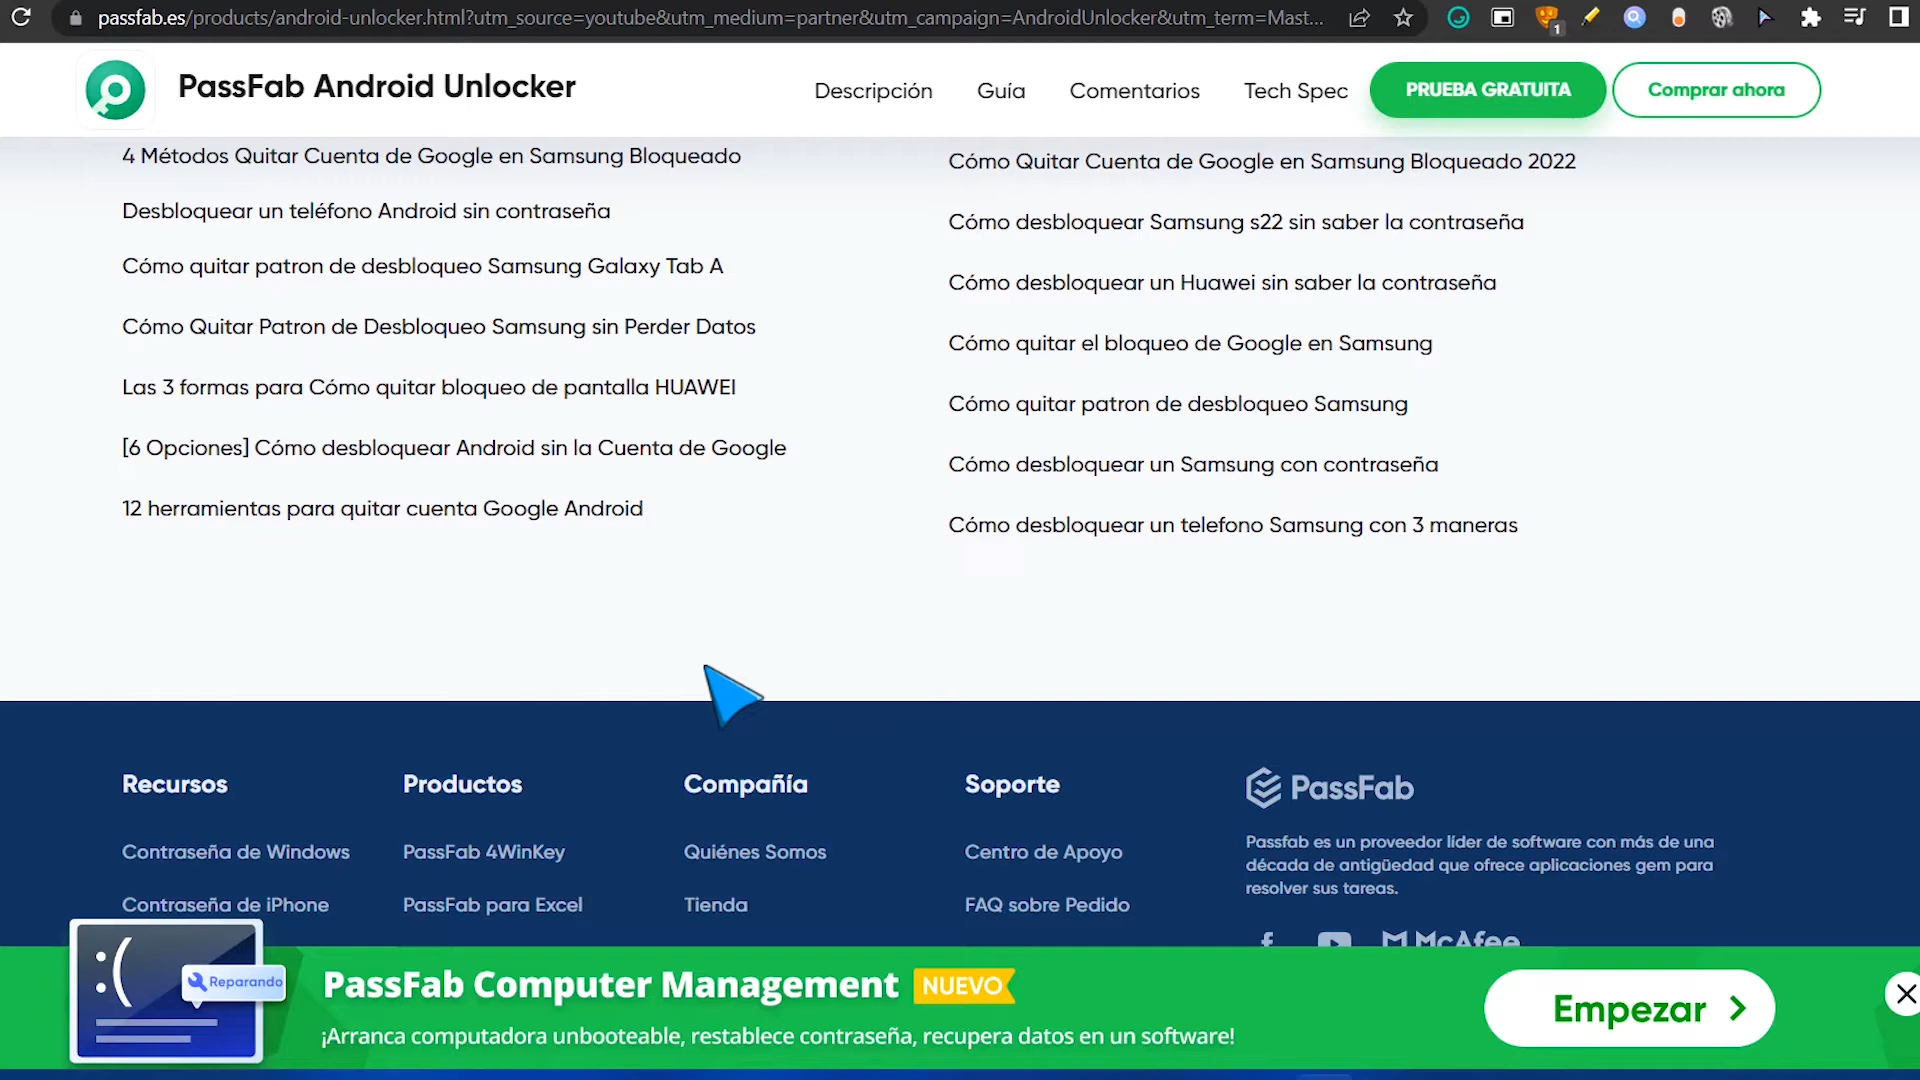 passfab.es/products/android-unlocker.html?utm_source=youtube&utm_medium=partner&utm_campaign=AndroidUnlocker&utm_term=Mast...
1
PassFab Android Unlocker
Descripción
Guía
Comentarios
Tech Spec
PRUEBA GRATUITA
Comprar ahora
4 Métodos Quitar Cuenta de Google en Samsung Bloqueado
Desbloquear un teléfono Android sin contraseña
Cómo quitar patron de desbloqueo Samsung Galaxy Tab A
Cómo Quitar Patron de Desbloqueo Samsung sin Perder Datos
Las 3 formas para Cómo quitar bloqueo de pantalla HUAWEI
[6 Opciones] Cómo desbloquear Android sin la Cuenta de Google
12 herramientas para quitar cuenta Google Android
Cómo Quitar Cuenta de Google en Samsung Bloqueado 2022
Cómo desbloquear Samsung s22 sin saber la contraseña
Cómo desbloquear un Huawei sin saber la contraseña
Cómo quitar el bloqueo de Google en Samsung
Cómo quitar patron de desbloqueo Samsung
Cómo desbloquear un Samsung con contraseña
Cómo desbloquear un telefono Samsung con 3 maneras
Recursos
Contraseña de Windows
Contraseña de iPhone
Productos
PassFab 4WinKey
PassFab para Excel
Compañía
Quiénes Somos
Tienda
Soporte
Centro de Apoyo
FAQ sobre Pedido
PassFab
Passfab es un proveedor líder de software con más de una
década de antigüedad que ofrece aplicaciones gem para
resolver sus tareas.
McAfee
:(
Reparando
PassFab Computer Management
NUEVO
¡Arranca computadora unbooteable, restablece contraseña, recupera datos en un software!
Empezar